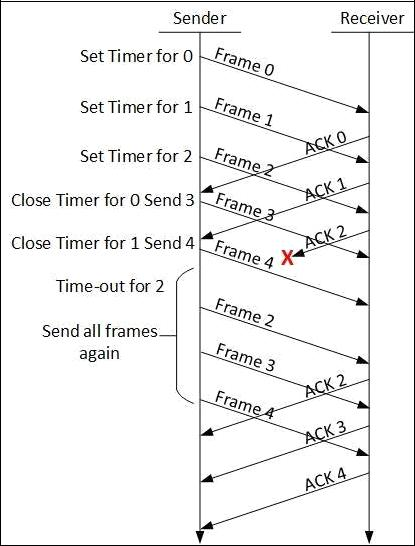 Sender
Receiver
Set Timer for 0
Frame 0
Set Timer for 1
Frame 1
ACK 0
Set Timer for 2
Frame 2
ACK 1
Close Timer for 0 Send 3
Frame 3
ACK 2
X
Close Timer for 1 Send 4
Frame 4
Time-out for 2
Frame 2
Send all frames
again
Frame 3
ACK 2
Frame 4
ACK 3
ACK 4